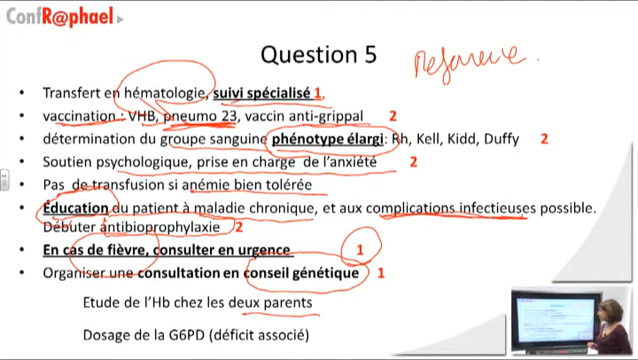 ConfR@phael
Question 5
• Transfert en hématologie, suivi spécialisé 1,
• vaccination : VHB, pneumo 23, vaccin anti-grippal 2
• détermination du groupe sanguine phénotype élargi: Rh, Kell, Kidd, Duffy 2
• Soutien psychologique, prise en charge de l'anxiété 2
• Pas de transfusion si anémie bien tolérée
• Éducation du patient à maladie chronique, et aux complications infectieuses possible.
Débuter antibioprophylaxie 2
• En cas de fièvre, consulter en urgence 1
• Organiser une consultation en conseil génétique 1
Etude de l'Hb chez les deux parents
Dosage de la G6PD (déficit associé)